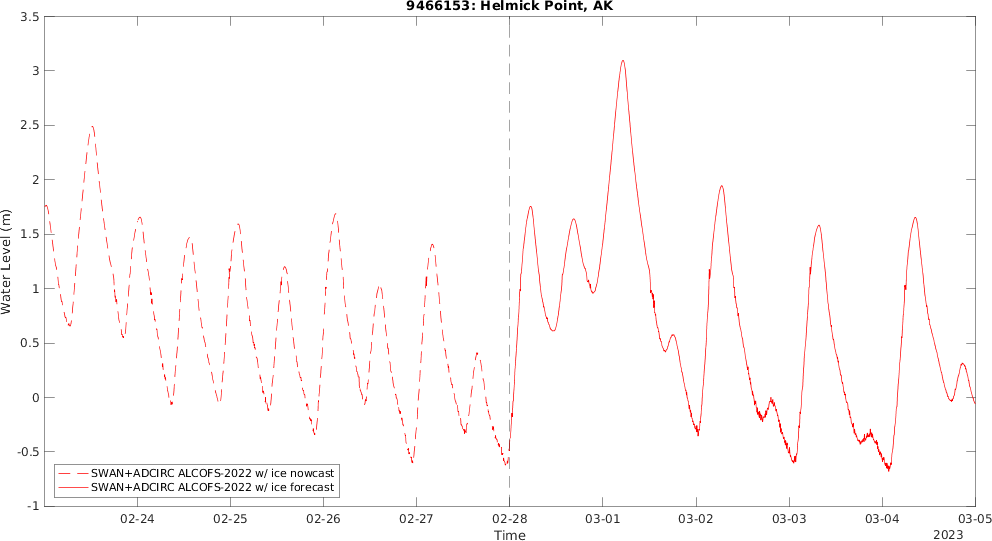 9466153: Helmick Point, AK
3.5
3
2.5
2
1.5
1
0.5
0
-0.5
-1
Water Level (m)
SWAN+ADCIRC ALCOFS-2022 w/ ice nowcast
SWAN+ADCIRC ALCOFS-2022 w/ ice forecast
02-24 02-25 02-26 02-27 02-28 03-01 03-02 03-03 03-04 03-05
Time
2023